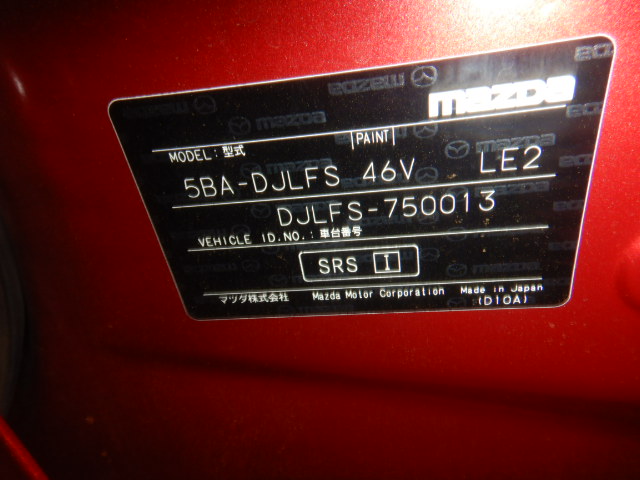 mazda
MODEL:型式 PAINT
5BA-DJLFS 46V LE2
DJLFS-750013
VEHICLE ID.NO.:車台番号
SRS I
マツダ株式会社 Mazda Motor Corporation Made in Japan
(D10A)